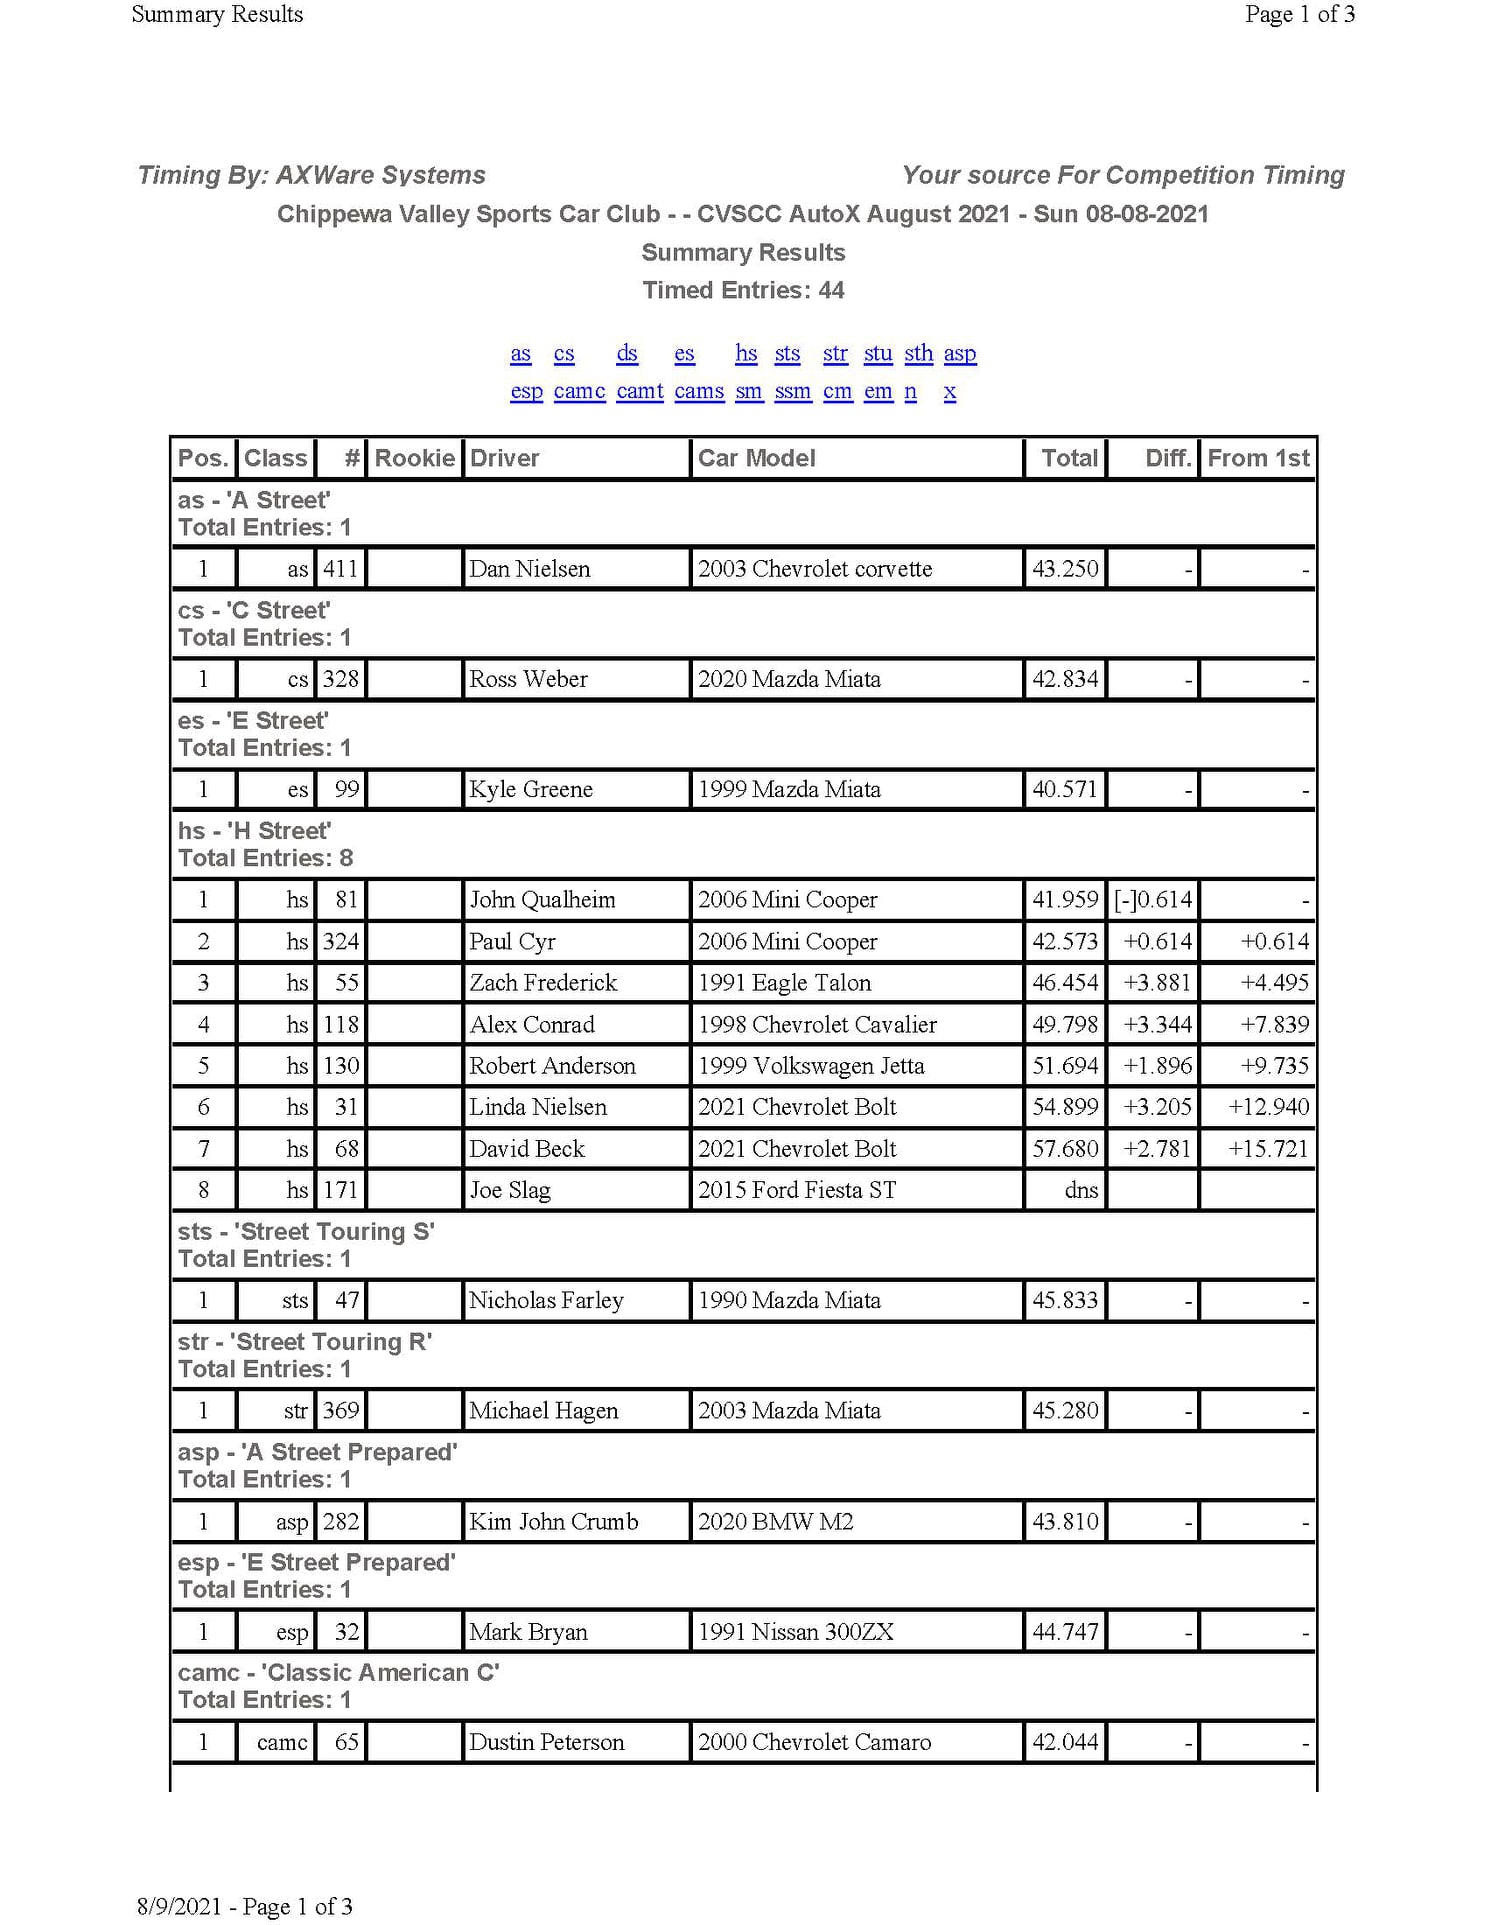 Summary Results Page 1 of 3
Timing By: AXWare Systems Your source For Competition Timing
Chippewa Valley Sports Car Club - - CVSCC AutoX August 2021 - Sun 08-08-2021
Summary Results
Timed Entries: 44
as cs ds es hs sts str stu sth asp
esp camc camt cams sm ssm cm em n x
Pos. Class # Rookie Driver Car Model Total Diff. From 1st
as - 'A Street'
Total Entries: 1
1 as 411 Dan Nielsen 2003 Chevrolet corvette 43.250 - -
cs - 'C Street'
Total Entries: 1
1 cs 328 Ross Weber 2020 Mazda Miata 42.834 - -
es - 'E Street'
Total Entries: 1
1 es 99 Kyle Greene 1999 Mazda Miata 40.571 - -
hs - 'H Street'
Total Entries: 8
1 hs 81 John Qualheim 2006 Mini Cooper 41.959 [-]0.614 -
2 hs 324 Paul Cyr 2006 Mini Cooper 42.573 +0.614 +0.614
3 hs 55 Zach Frederick 1991 Eagle Talon 46.454 +3.881 +4.495
4 hs 118 Alex Conrad 1998 Chevrolet Cavalier 49.798 +3.344 +7.839
5 hs 130 Robert Anderson 1999 Volkswagen Jetta 51.694 +1.896 +9.735
6 hs 31 Linda Nielsen 2021 Chevrolet Bolt 54.899 +3.205 +12.940
7 hs 68 David Beck 2021 Chevrolet Bolt 57.680 +2.781 +15.721
8 hs 171 Joe Slag 2015 Ford Fiesta ST dns
sts - 'Street Touring S'
Total Entries: 1
1 sts 47 Nicholas Farley 1990 Mazda Miata 45.833 - -
str - 'Street Touring R'
Total Entries: 1
1 str 369 Michael Hagen 2003 Mazda Miata 45.280 - -
asp - 'A Street Prepared'
Total Entries: 1
1 asp 282 Kim John Crumb 2020 BMW M2 43.810 - -
esp - 'E Street Prepared'
Total Entries: 1
1 esp 32 Mark Bryan 1991 Nissan 300ZX 44.747 - -
camc - 'Classic American C'
Total Entries: 1
1 camc 65 Dustin Peterson 2000 Chevrolet Camaro 42.044 - -
8/9/2021 - Page 1 of 3